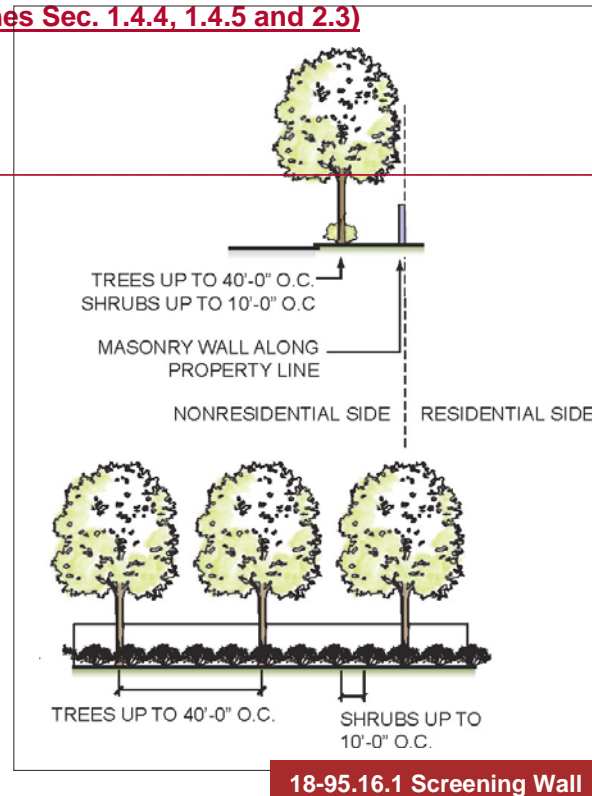 nes Sec. 1.4.4, 1.4.5 and 2.3)
TREES UP TO 40'-0" O.C.
SHRUBS UP TO 10'-0" O.C
MASONRY WALL ALONG
PROPERTY LINE
NONRESIDENTIAL SIDE RESIDENTIAL SIDE
TREES UP TO 40'-0" O.C.
SHRUBS UP TO
10'-0" O.C.
18-95.16.1 Screening Wall